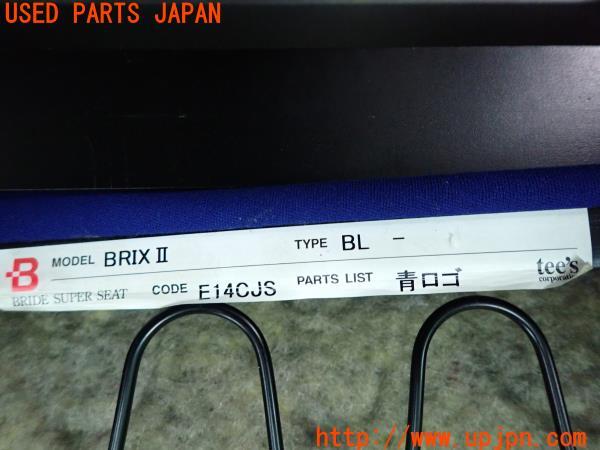 USED PARTS JAPAN
B MODEL BRIX II TYPE BL -
BRIDE SUPER SEAT CODE E14CJS PARTS LIST 青ロゴ tee's
corporation
http://www.upjpn.com/